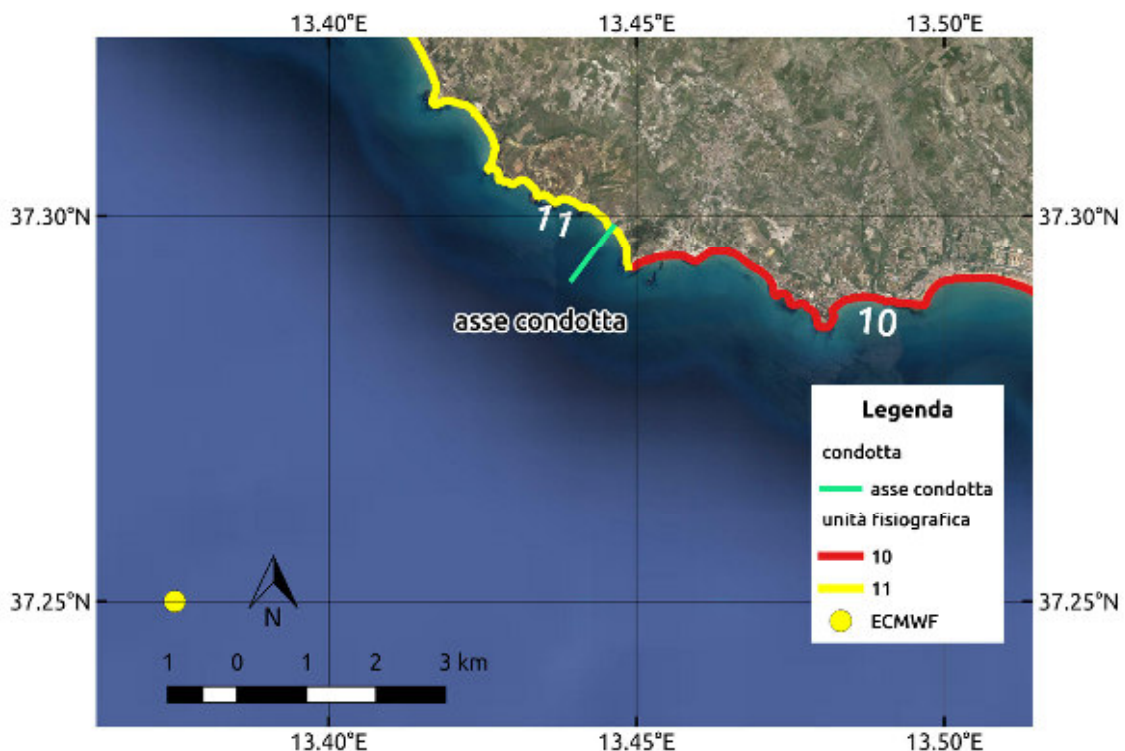 13.40°E 13.45°E 13.50°E
37.30°N 37.30°N
11
asse condotta
10
Legenda
condotta
asse condotta
unità fisiografica
10
11
ECMWF
37.25°N 37.25°N
N
1 0 1 2 3 km
13.40°E 13.45°E 13.50°E